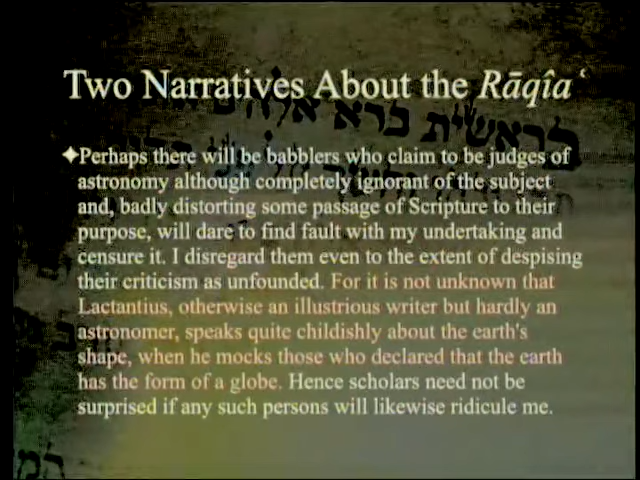 Two Narratives About the Rāqîaʿ
בראשית ברא אלהים
✦Perhaps there will be babblers who claim to be judges of
astronomy although completely ignorant of the subject
and, badly distorting some passage of Scripture to their
purpose, will dare to find fault with my undertaking and
censure it. I disregard them even to the extent of despising
their criticism as unfounded. For it is not unknown that
Lactantius, otherwise an illustrious writer but hardly an
astronomer, speaks quite childishly about the earth's
shape, when he mocks those who declared that the earth
has the form of a globe. Hence scholars need not be
surprised if any such persons will likewise ridicule me.